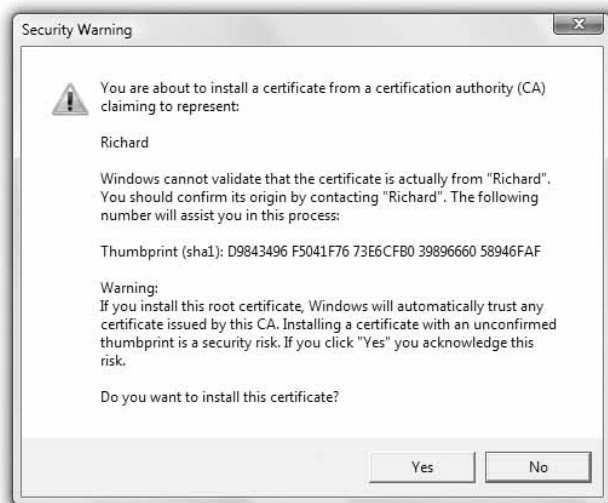 Security Warning
You are about to install a certificate from a certification authority (CA)
claiming to represent:
Richard
Windows cannot validate that the certificate is actually from "Richard".
You should confirm its origin by contacting "Richard". The following
number will assist you in this process:
Thumbprint (sha1): D9843496 F5041F76 73E6CFB0 39896660 58946FAF
Warning:
If you install this root certificate, Windows will automatically trust any
certificate issued by this CA. Installing a certificate with an unconfirmed
thumbprint is a security risk. If you click "Yes" you acknowledge this
risk.
Do you want to install this certificate?
Yes No